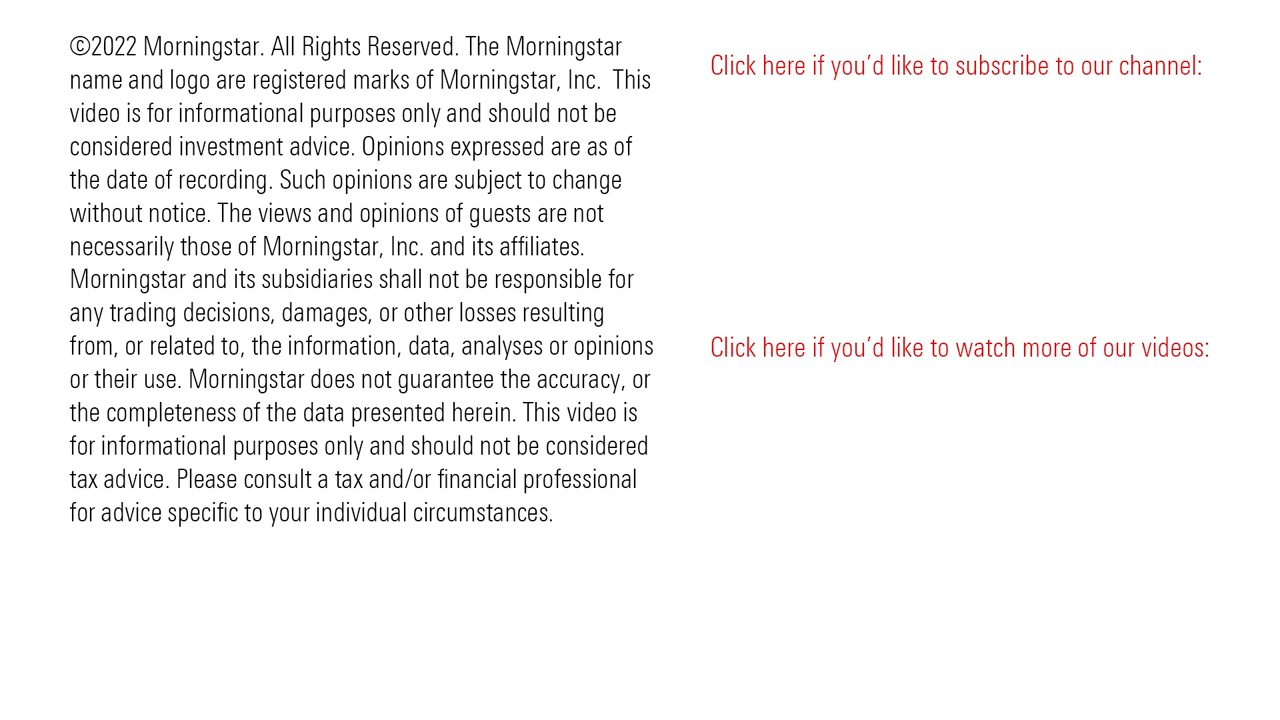 ©2022 Morningstar. All Rights Reserved. The Morningstar
name and logo are registered marks of Morningstar, Inc.  This
video is for informational purposes only and should not be
considered investment advice. Opinions expressed are as of
the date of recording. Such opinions are subject to change
without notice. The views and opinions of guests are not
necessarily those of Morningstar, Inc. and its affiliates.
Morningstar and its subsidiaries shall not be responsible for
any trading decisions, damages, or other losses resulting
from, or related to, the information, data, analyses or opinions
or their use. Morningstar does not guarantee the accuracy, or
the completeness of the data presented herein. This video is
for informational purposes only and should not be considered
tax advice. Please consult a tax and/or financial professional
for advice specific to your individual circumstances.
Click here if you’d like to subscribe to our channel:
Click here if you’d like to watch more of our videos: